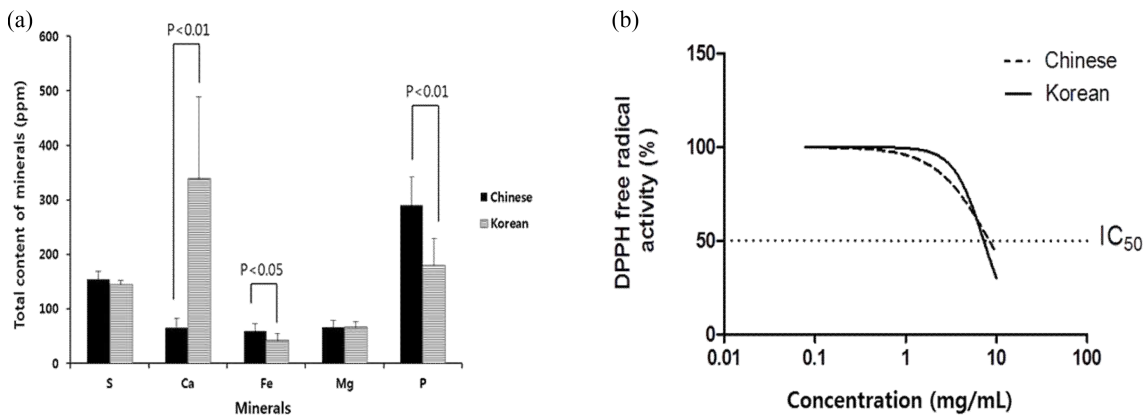 (a)
Total content of minerals (ppm)
600
500
400
300
200
100
0
P<0.01
P<0.05
P<0.01
Chinese
Korean
S Ca Fe Mg P
Minerals
(b)
DPPH free radical
activity (%)
150
100
50
0
Chinese
Korean
IC50
0.01 0.1 1 10 100
Concentration (mg/mL)